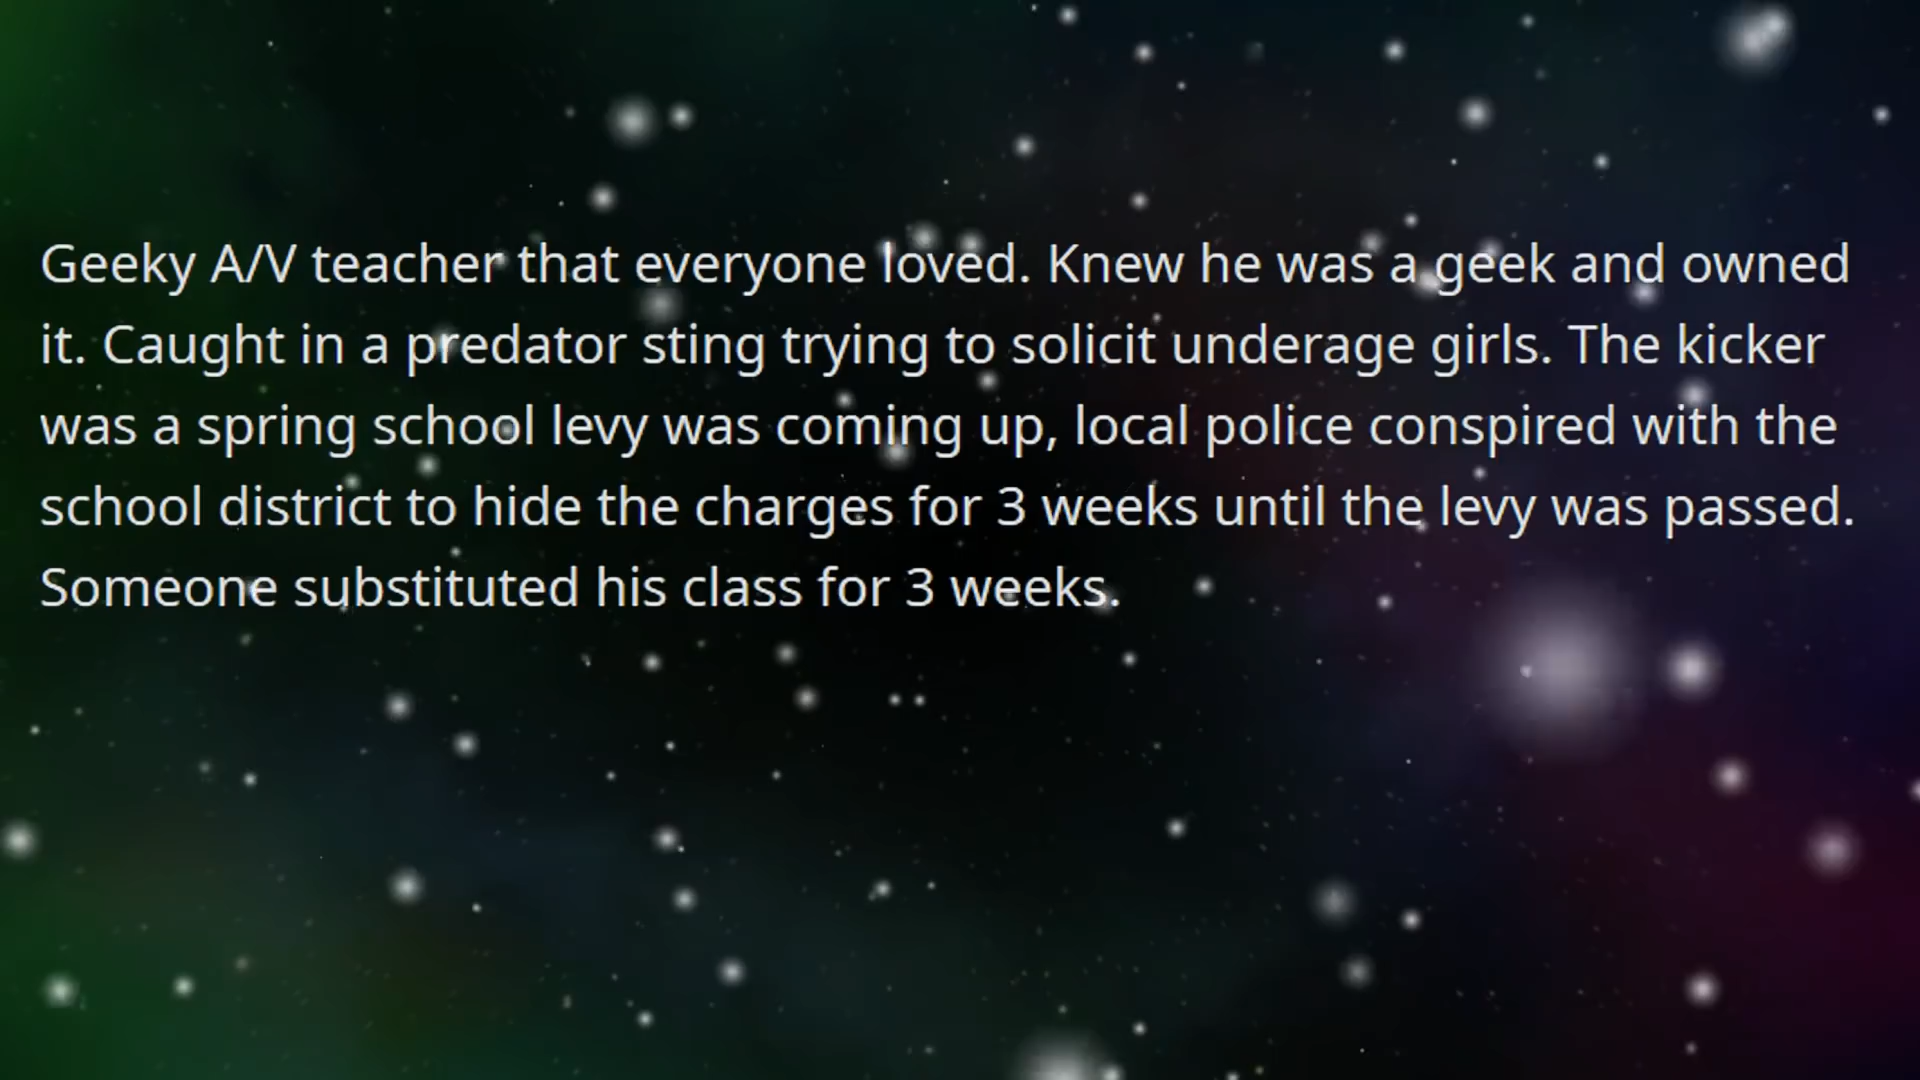 Geeky A/V teacher that everyone loved. Knew he was a geek and owned
it. Caught in a predator sting trying to solicit underage girls. The kicker
was a spring school levy was coming up, local police conspired with the
school district to hide the charges for 3 weeks until the levy was passed.
Someone substituted his class for 3 weeks.